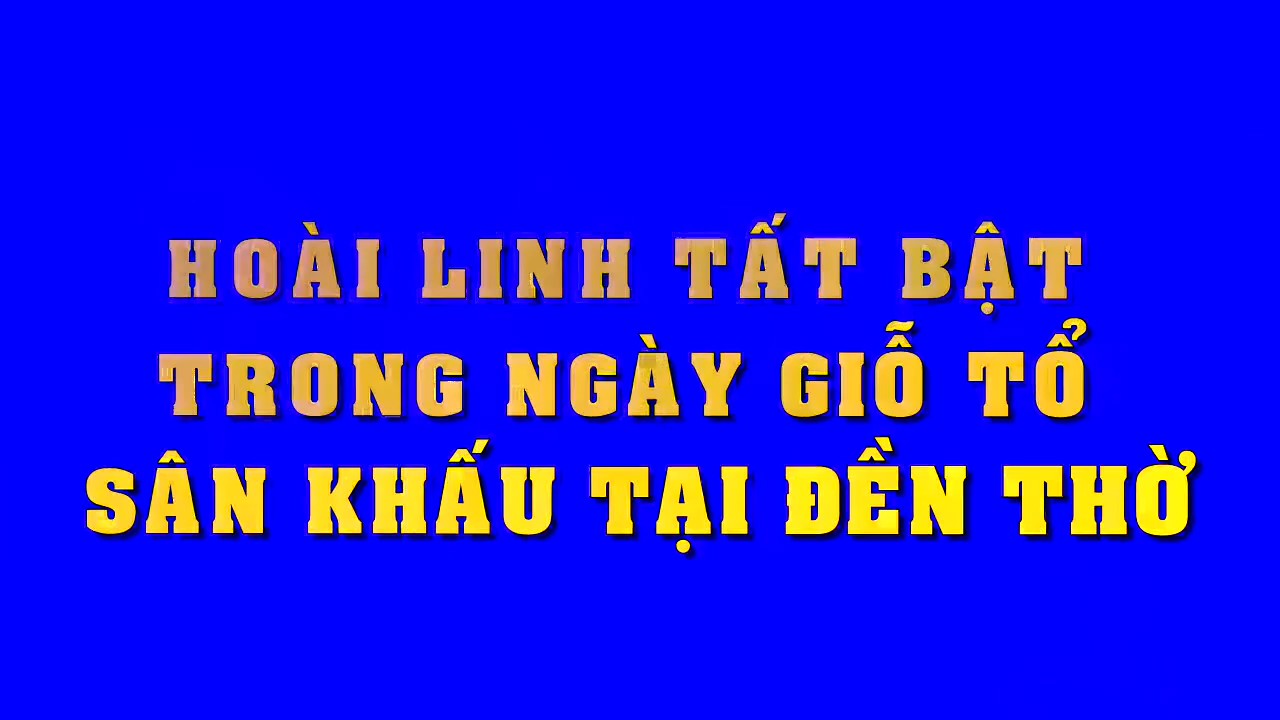 HOÀI LINH TẤT BẬT
TRONG NGÀY GIỖ TỔ
SÂN KHẤU TẠI ĐỀN THỜ